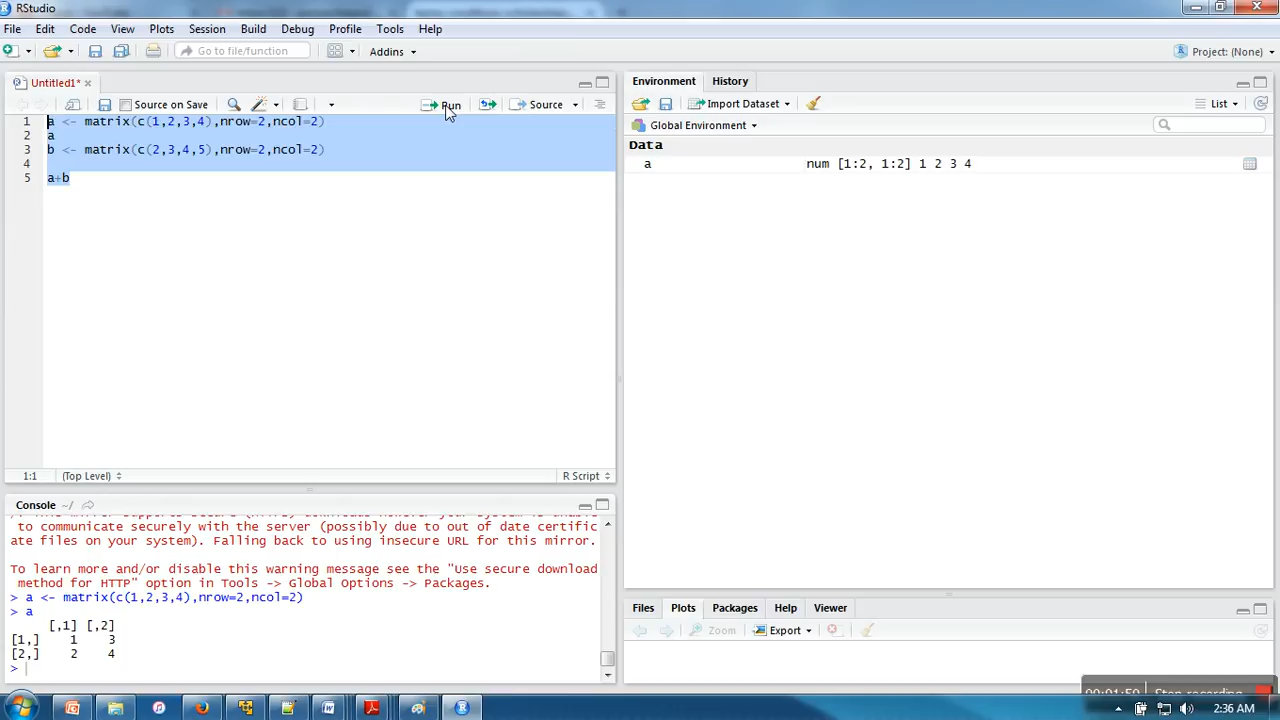 RStudio
File Edit Code View Plots Session Build Debug Profile Tools Help
Go to file/function Addins Project: (None)
Untitled1*
Source on Save Run Source
1 a <- matrix(c(1,2,3,4),nrow=2,ncol=2)
2 a
3 b <- matrix(c(2,3,4,5),nrow=2,ncol=2)
4
5 a+b
1:1 (Top Level) R Script
Console ~/
to communicate securely with the server (possibly due to out of date certific
ate files on your system). Falling back to using insecure URL for this mirror.
To learn more and/or disable this warning message see the "Use secure download
method for HTTP" option in Tools -> Global Options -> Packages.
> a <- matrix(c(1,2,3,4),nrow=2,ncol=2)
> a
[,1] [,2]
[1,] 1 3
[2,] 2 4
>
Environment History
Import Dataset List
Global Environment
Data
a num [1:2, 1:2] 1 2 3 4
Files Plots Packages Help Viewer
Zoom Export
2:36 AM